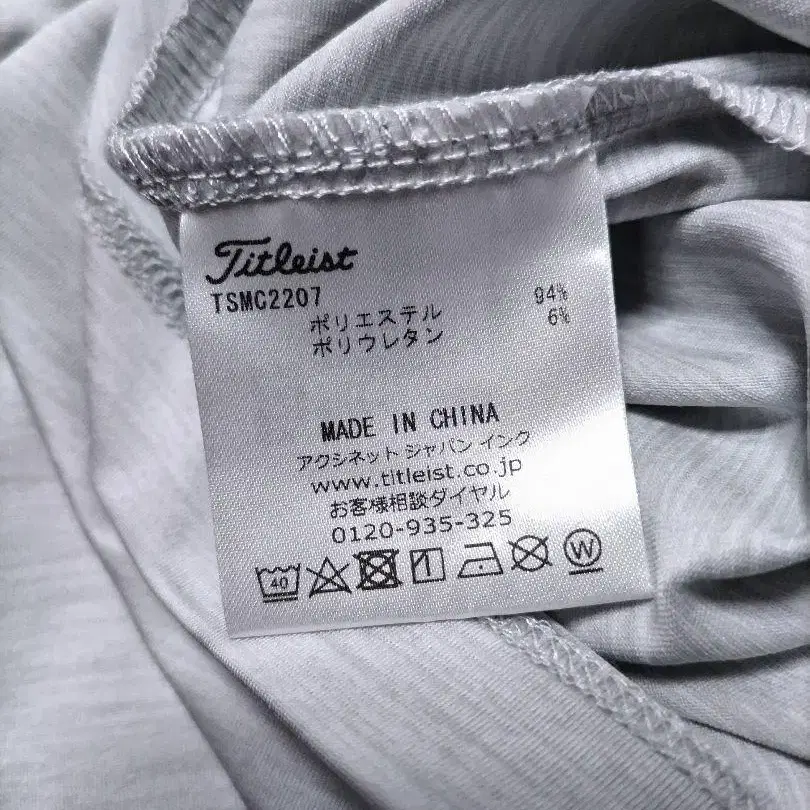 Titleist
TSMC2207
ポリエステル 94%
ポリウレタン 6%
MADE IN CHINA
アクシネット ジャパン インク
www.titleist.co.jp
お客様相談ダイヤル
0120-935-325
40 W